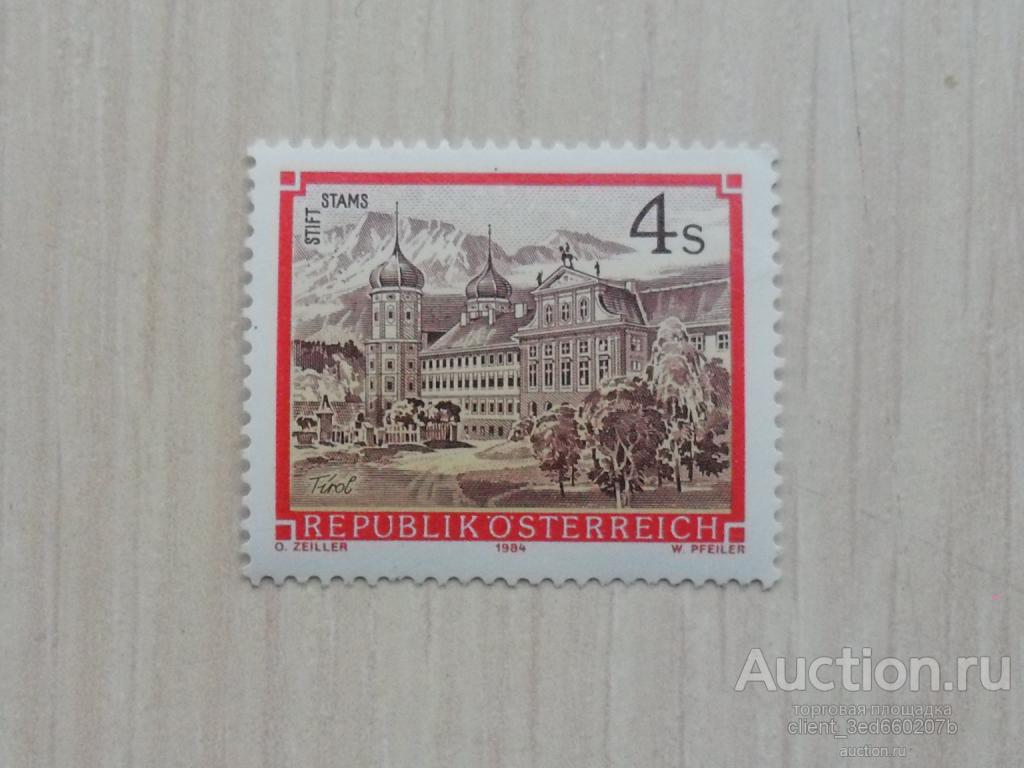 STIFT STAMS
4s
Tirol
REPUBLIK ÖSTERREICH
O. ZEILLER 1984 W. PFEILER
Auction.ru
торговая площадка
client_3ed660207b
auction.ru